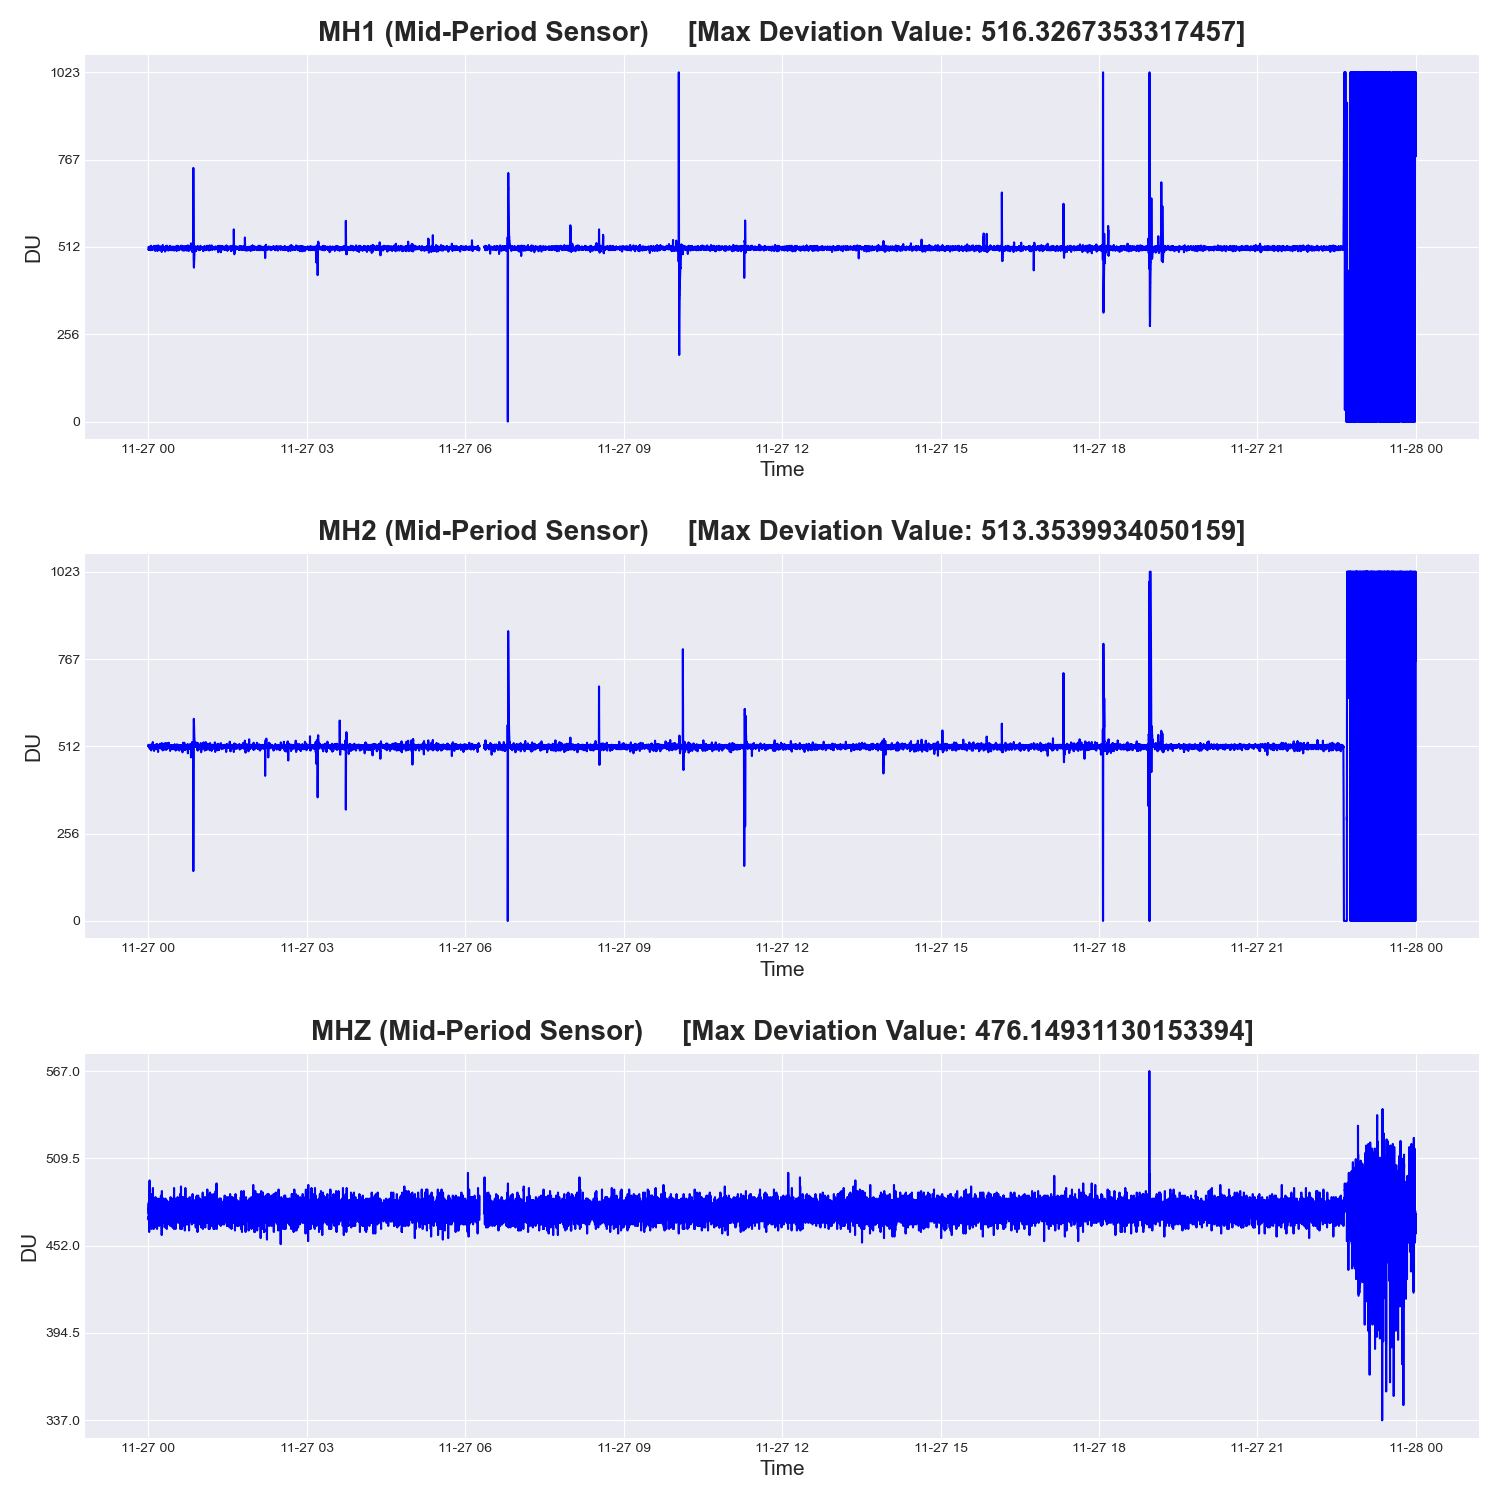 MH1 (Mid-Period Sensor) [Max Deviation Value: 516.3267353317457]
1023
767
512
256
0
DU
11-27 00 11-27 03 11-27 06 11-27 09 11-27 12 11-27 15 11-27 18 11-27 21 11-28 00
Time
MH2 (Mid-Period Sensor) [Max Deviation Value: 513.3539934050159]
1023
767
512
256
0
DU
11-27 00 11-27 03 11-27 06 11-27 09 11-27 12 11-27 15 11-27 18 11-27 21 11-28 00
Time
MHZ (Mid-Period Sensor) [Max Deviation Value: 476.14931130153394]
567.0
509.5
452.0
394.5
337.0
DU
11-27 00 11-27 03 11-27 06 11-27 09 11-27 12 11-27 15 11-27 18 11-27 21 11-28 00
Time